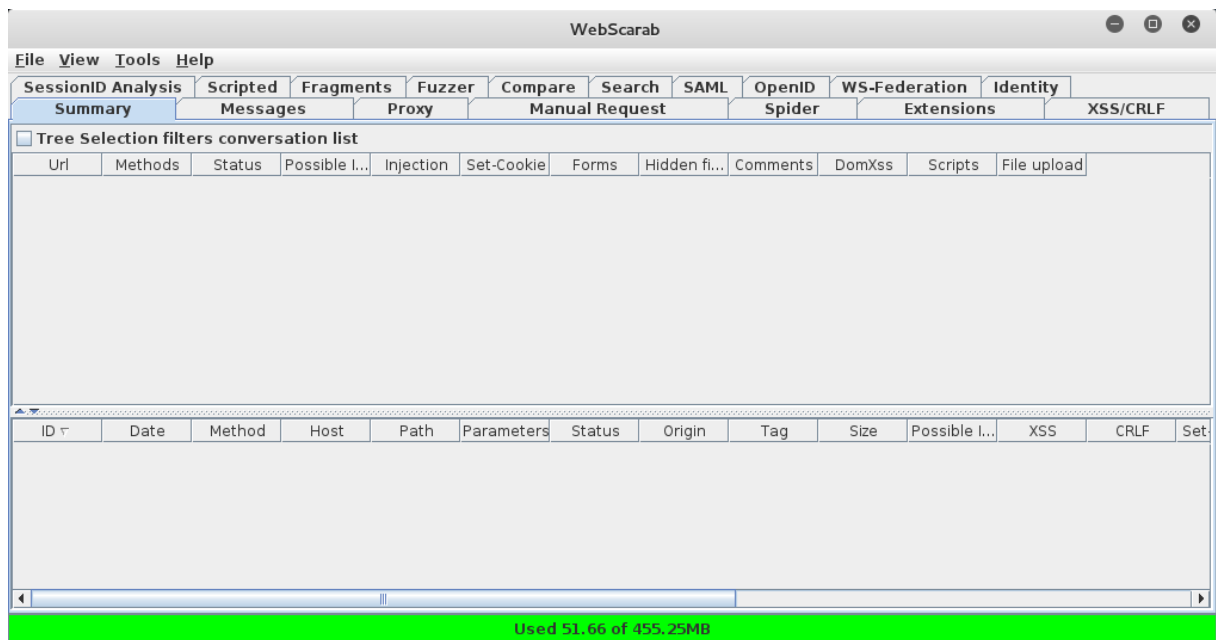 WebScarab
File View Tools Help
SessionID Analysis Scripted Fragments Fuzzer Compare Search SAML OpenID WS-Federation Identity
Summary Messages Proxy Manual Request Spider Extensions XSS/CRLF
Tree Selection filters conversation list
Url Methods Status Possible I... Injection Set-Cookie Forms Hidden fi... Comments DomXss Scripts File upload
ID Date Method Host Path Parameters Status Origin Tag Size Possible I... XSS CRLF Set-
Used 51.66 of 455.25MB